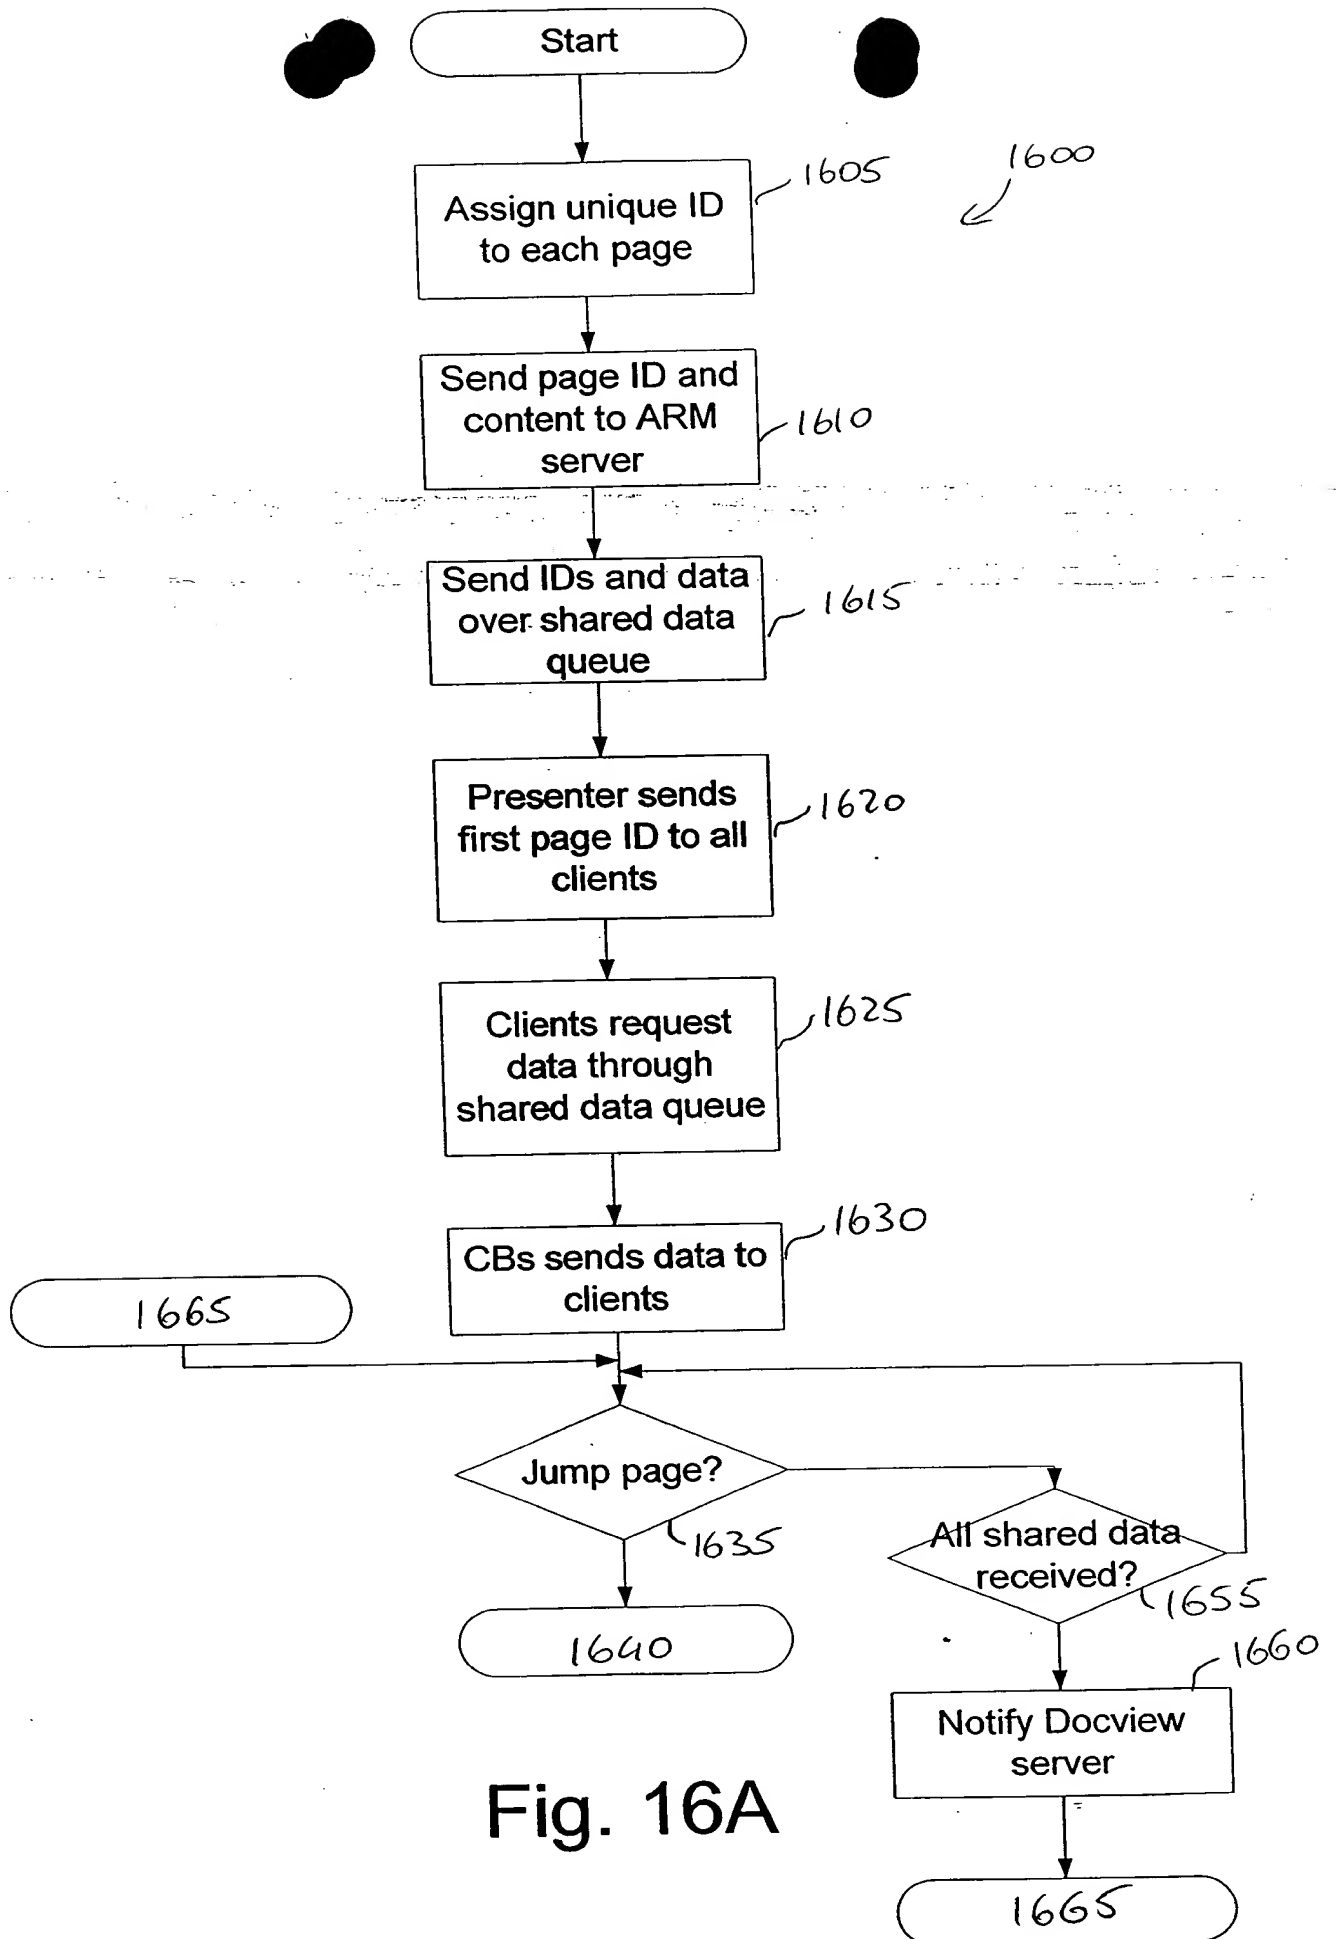 Start
1605
1600
Assign unique ID
to each page
Send page ID and
content to ARM
server
1610
Send IDs and data
over shared data
queue
1615
Presenter sends
first page ID to all
clients
1620
Clients request
data through
shared data queue
1625
CBs sends data to
clients
1630
1665
Jump page?
1635
All shared data
received?
1655
1640
1660
Notify Docview
server
Fig. 16A
1665